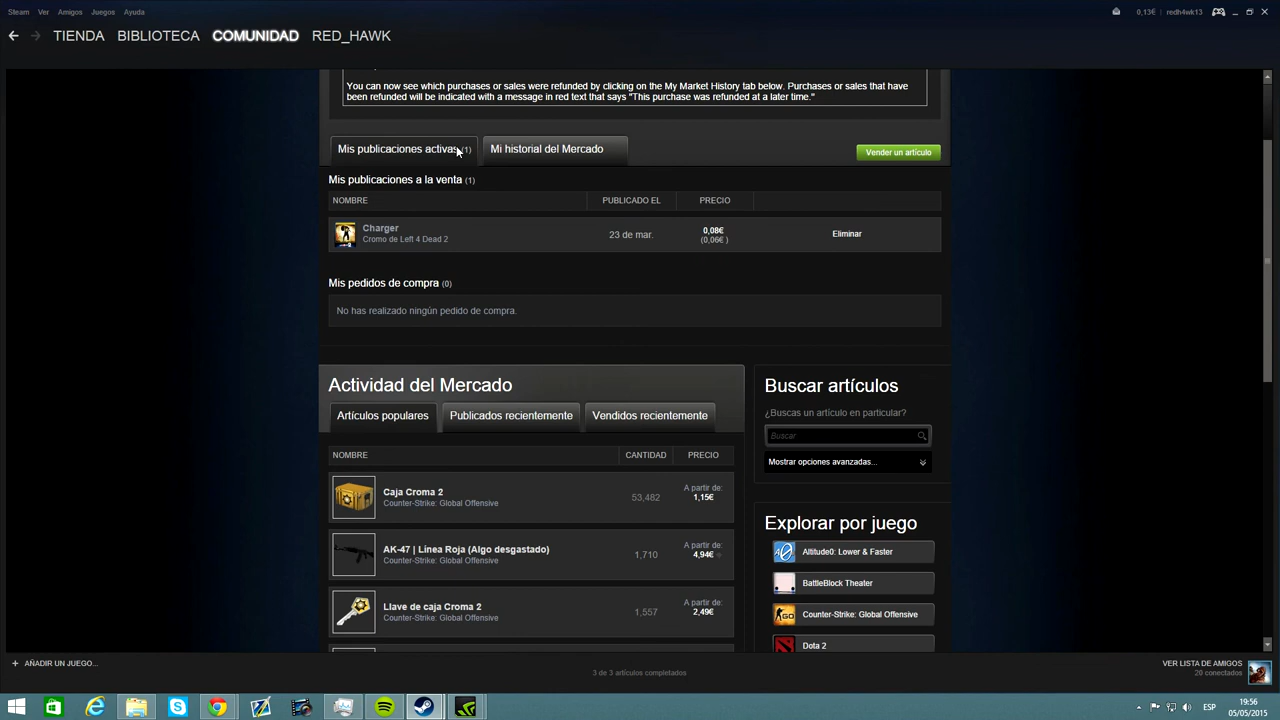 Steam Ver Amigos Juegos Ayuda
0,13€ redh4wk13
TIENDA BIBLIOTECA COMUNIDAD RED_HAWK
You can now see which purchases or sales were refunded by clicking on the My Market History tab below. Purchases or sales that have
been refunded will be indicated with a message in red text that says "This purchase was refunded at a later time."
Mis publicaciones activas (1) Mi historial del Mercado Vender un artículo
Mis publicaciones a la venta (1)
NOMBRE PUBLICADO EL PRECIO
Charger
Cromo de Left 4 Dead 2
23 de mar.
0,08€
(0,06€ )
Eliminar
Mis pedidos de compra (0)
No has realizado ningún pedido de compra.
Actividad del Mercado
Artículos populares Publicados recientemente Vendidos recientemente
NOMBRE CANTIDAD PRECIO
Caja Croma 2
Counter-Strike: Global Offensive
53,482
A partir de:
1,15€
AK-47 | Línea Roja (Algo desgastado)
Counter-Strike: Global Offensive
1,710
A partir de:
4,94€
Llave de caja Croma 2
Counter-Strike: Global Offensive
1,557
A partir de:
2,49€
Buscar artículos
¿Buscas un artículo en particular?
Buscar
Mostrar opciones avanzadas...
Explorar por juego
Altitude0: Lower & Faster
BattleBlock Theater
Counter-Strike: Global Offensive
Dota 2
+ AÑADIR UN JUEGO...
3 de 3 artículos completados
VER LISTA DE AMIGOS
20 conectados
ESP
19:56
05/05/2015